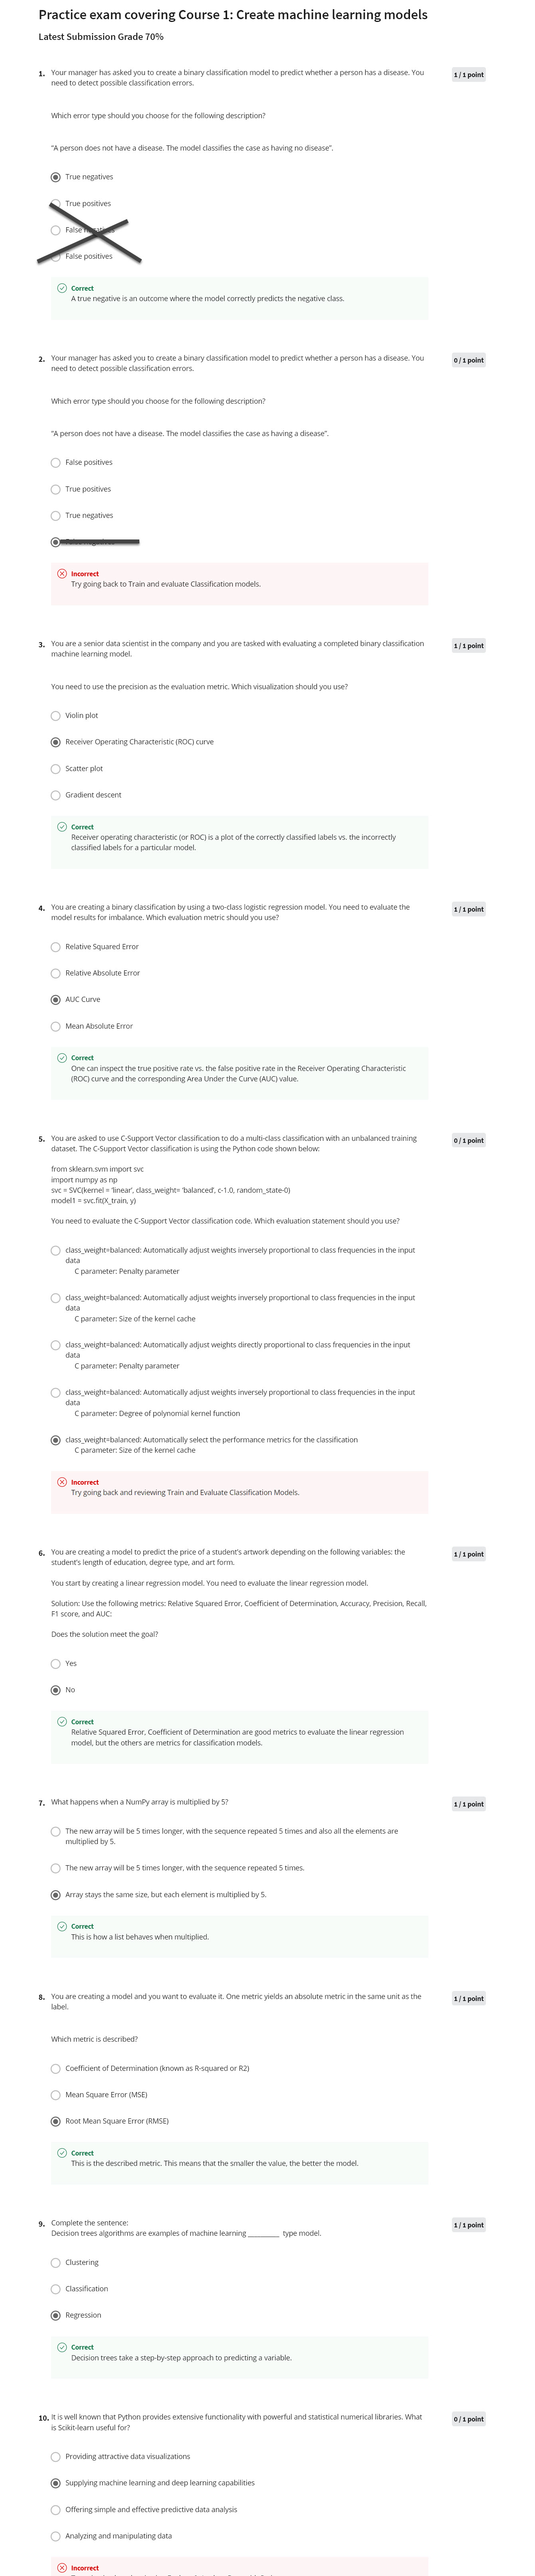 Practice exam covering Course 1: Create machine learning models
Latest Submission Grade 70%
1. Your manager has asked you to create a binary classification model to predict whether a person has a disease. You
need to detect possible classification errors.
1 / 1 point
Which error type should you choose for the following description?
"A person does not have a disease. The model classifies the case as having no disease".
True negatives
True positives
False
False positives
Correct
A true negative is an outcome where the model correctly predicts the negative class.
2. Your manager has asked you to create a binary classification model to predict whether a person has a disease. You
need to detect possible classification errors.
0 / 1 point
Which error type should you choose for the following description?
"A person does not have a disease. The model classifies the case as having a disease".
False positives
True positives
True negatives
Incorrect
Try going back to Train and evaluate Classification models.
3. You are a senior data scientist in the company and you are tasked with evaluating a completed binary classification
machine learning model.
1 / 1 point
You need to use the precision as the evaluation metric. Which visualization should you use?
Violin plot
Receiver Operating Characteristic (ROC) curve
Scatter plot
Gradient descent
Correct
Receiver operating characteristic (or ROC) is a plot of the correctly classified labels vs. the incorrectly
classified labels for a particular model.
4. You are creating a binary classification by using a two-class logistic regression model. You need to evaluate the
model results for imbalance. Which evaluation metric should you use?
1 / 1 point
Relative Squared Error
Relative Absolute Error
AUC Curve
Mean Absolute Error
Correct
One can inspect the true positive rate vs. the false positive rate in the Receiver Operating Characteristic
(ROC) curve and the corresponding Area Under the Curve (AUC) value.
5. You are asked to use C-Support Vector classification to do a multi-class classification with an unbalanced training
dataset. The C-Support Vector classification is using the Python code shown below:
0 / 1 point
from sklearn.svm import svc
import numpy as np
svc = SVC(kernel = 'linear', class_weight= 'balanced', c-1.0, random_state-0)
model1 = svc.fit(X_train, y)
You need to evaluate the C-Support Vector classification code. Which evaluation statement should you use?
class_weight=balanced: Automatically adjust weights inversely proportional to class frequencies in the input
data
C parameter: Penalty parameter
class_weight=balanced: Automatically adjust weights inversely proportional to class frequencies in the input
data
C parameter: Size of the kernel cache
class_weight=balanced: Automatically adjust weights directly proportional to class frequencies in the input
data
C parameter: Penalty parameter
class_weight=balanced: Automatically adjust weights inversely proportional to class frequencies in the input
data
C parameter: Degree of polynomial kernel function
class_weight=balanced: Automatically select the performance metrics for the classification
C parameter: Size of the kernel cache
Incorrect
Try going back and reviewing Train and Evaluate Classification Models.
6. You are creating a model to predict the price of a student's artwork depending on the following variables: the
student's length of education, degree type, and art form.
1 / 1 point
You start by creating a linear regression model. You need to evaluate the linear regression model.
Solution: Use the following metrics: Relative Squared Error, Coefficient of Determination, Accuracy, Precision, Recall,
F1 score, and AUC:
Does the solution meet the goal?
Yes
No
Correct
Relative Squared Error, Coefficient of Determination are good metrics to evaluate the linear regression
model, but the others are metrics for classification models.
7. What happens when a NumPy array is multiplied by 5?
1 / 1 point
The new array will be 5 times longer, with the sequence repeated 5 times and also all the elements are
multiplied by 5.
The new array will be 5 times longer, with the sequence repeated 5 times.
Array stays the same size, but each element is multiplied by 5.
Correct
This is how a list behaves when multiplied.
8. You are creating a model and you want to evaluate it. One metric yields an absolute metric in the same unit as the
label.
1 / 1 point
Which metric is described?
Coefficient of Determination (known as R-squared or R2)
Mean Square Error (MSE)
Root Mean Square Error (RMSE)
Correct
This is the described metric. This means that the smaller the value, the better the model.
9. Complete the sentence:
1 / 1 point
Decision trees algorithms are examples of machine learning _________ type model.
Clustering
Classification
Regression
Correct
Decision trees take a step-by-step approach to predicting a variable.
10. It is well known that Python provides extensive functionality with powerful and statistical numerical libraries. What
is Scikit-learn useful for?
0 / 1 point
Providing attractive data visualizations
Supplying machine learning and deep learning capabilities
Offering simple and effective predictive data analysis
Analyzing and manipulating data
Incorrect